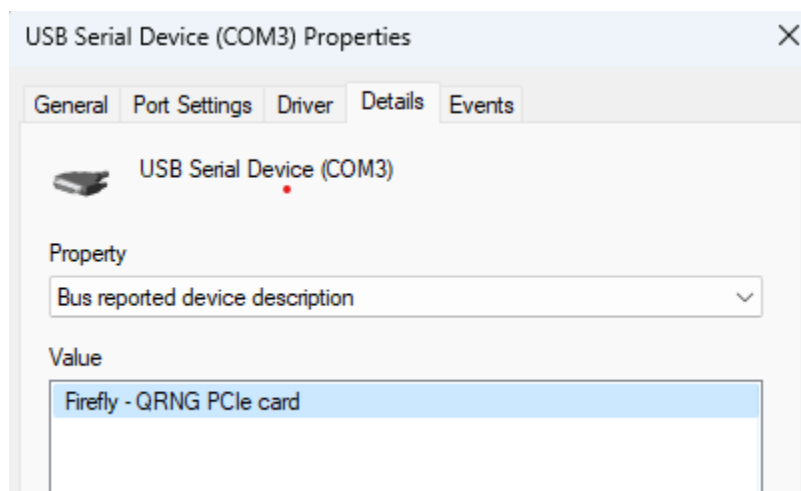 USB Serial Device (COM3) Properties
General Port Settings Driver Details Events
USB Serial Device (COM3)
Property
Bus reported device description
Value
Firefly - QRNG PCIe card